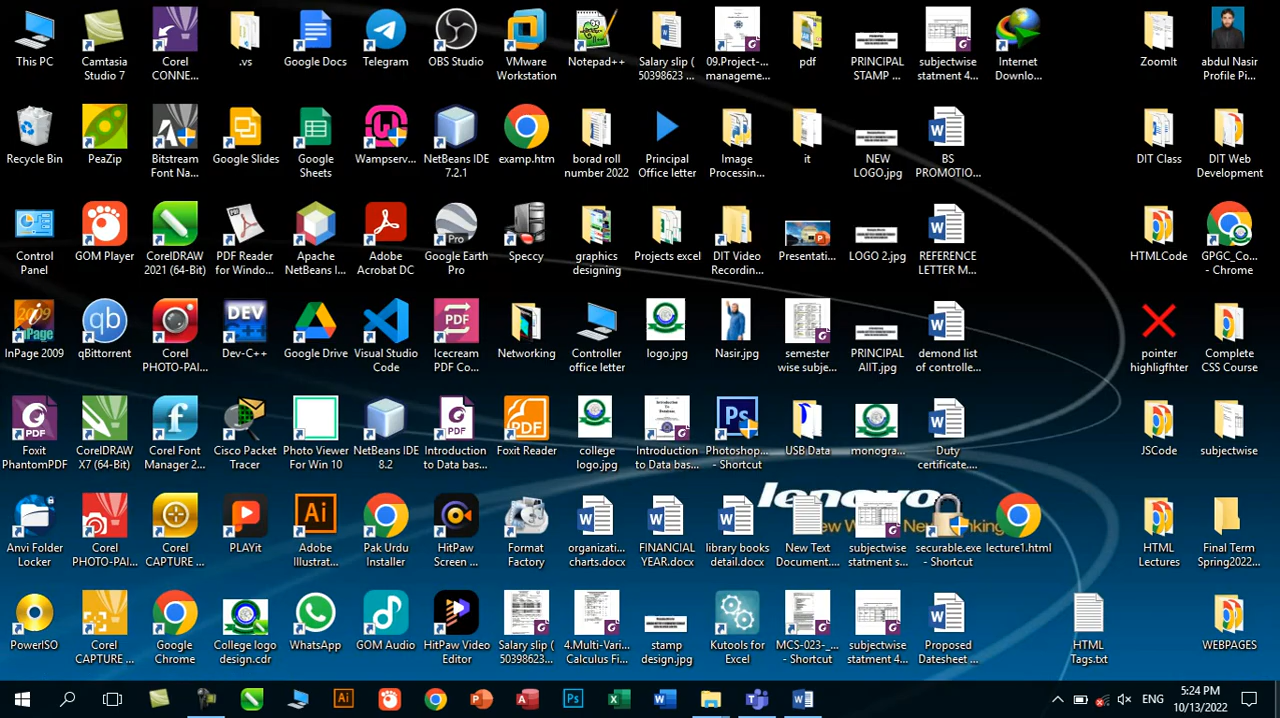 This PC
Camtasia
Studio 7
Corel
CONNE...
.vs
Google Docs
Telegram
OBS Studio
VMware
Workstation
Notepad++
Salary slip (
50398623 ...
09.Project-...
manageme...
pdf
PRINCIPAL
STAMP ...
subjectwise
statment 4...
Internet
Downlo...
ZoomIt
abdul Nasir
Profile Pi...
Recycle Bin
PeaZip
Bitstream
Font Na...
Google Slides
Google
Sheets
Wampserv...
NetBeans IDE
7.2.1
examp.htm
borad roll
number 2022
Principal
Office letter
Image
Processin...
it
NEW
LOGO.jpg
BS
PROMOTIO...
DIT Class
DIT Web
Development
Control
Panel
GOM Player
CorelDRAW
2021 (64-Bit)
PDF Reader
for Windo...
Apache
NetBeans I...
Adobe
Acrobat DC
Pro
Google Earth
Pro
Speccy
graphics
designing
Projects excel
DIT Video
Recordin...
Presentati...
LOGO 2.jpg
REFERENCE
LETTER M...
HTMLCode
GPGC_Co...
- Chrome
InPage 2009
qBittorrent
Corel
PHOTO-PAI...
DEV
C++
Dev-C++
Google Drive
Visual Studio
Code
PDF
Icecream
PDF Co...
Networking
Controller
office letter
logo.jpg
Nasir.jpg
semester
wise subje...
PRINCIPAL
AIIT.jpg
demond list
of controlle...
pointer
highligfhter
Complete
CSS Course
PDF
Foxit
PhantomPDF
CorelDRAW
X7 (64-Bit)
Corel Font
Manager 2...
Cisco Packet
Tracer
Photo Viewer
For Win 10
NetBeans IDE
8.2
PDF
Introduction
to Data bas...
Foxit Reader
college
logo.jpg
Introduction
to Data bas...
Ps
Photoshop...
- Shortcut
USB Data
monogra...
Duty
certificate....
JSCode
subjectwise
lenovo
New W New Thinking
Anvi Folder
Locker
Corel
PHOTO-PAI...
Corel
CAPTURE ...
PLAYit
Ai
Adobe
Illustrat...
Pak Urdu
Installer
HitPaw
Screen ...
Format
Factory
organizati...
charts.docx
FINANCIAL
YEAR.docx
library books
detail.docx
New Text
Document....
subjectwise
statment s...
securable.exe
- Shortcut
lecture1.html
HTML
Lectures
Final Term
Spring2022...
PowerISO
Corel
CAPTURE ...
Google
Chrome
College logo
design.cdr
WhatsApp
GOM Audio
HitPaw Video
Editor
Salary slip (
50398623...
4.Multi-Vari...
Calculus Fi...
stamp
design.jpg
Kutools for
Excel
MCS-023-_...
- Shortcut
subjectwise
statment 4...
Proposed
Datesheet ...
HTML
Tags.txt
WEBPAGES
ENG
5:24 PM
10/13/2022